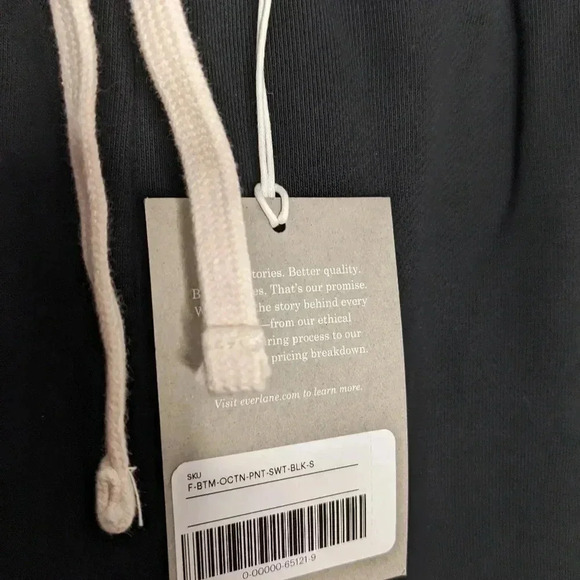 tories. Better quality.
B es. That's our promise.
W the story behind every
—from our ethical
ring process to our
pricing breakdown.
Visit everlane.com to learn more.
SKU
F-BTM-OCTN-PNT-SWT-BLK-S
0-00000-65121-9